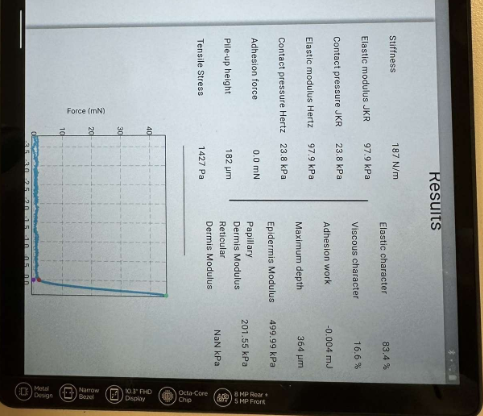 Results
Stiffness 187 N/m
Elastic modulus JKR 97.9 kPa
Contact pressure JKR 23.8 kPa
Elastic modulus Hertz 97.9 kPa
Contact pressure Hertz 23.8 kPa
Adhesion force 0.0 mN
Pile-up height 182 µm
Tensile Stress 1427 Pa
Elastic character 83.4 %
Viscous character 16.6 %
Adhesion work -0.004 mJ
Maximum depth 364 µm
Epidermis Modulus 499.99 kPa
Papillary
Dermis Modulus 201.55 kPa
Reticular
Dermis Modulus NaN kPa
Force (mN)
40
30
20
10
0
Metal
Design
Narrow
Bezel
10.3" FHD
Display
Octa-Core
Chip
8 MP Rear +
5 MP Front